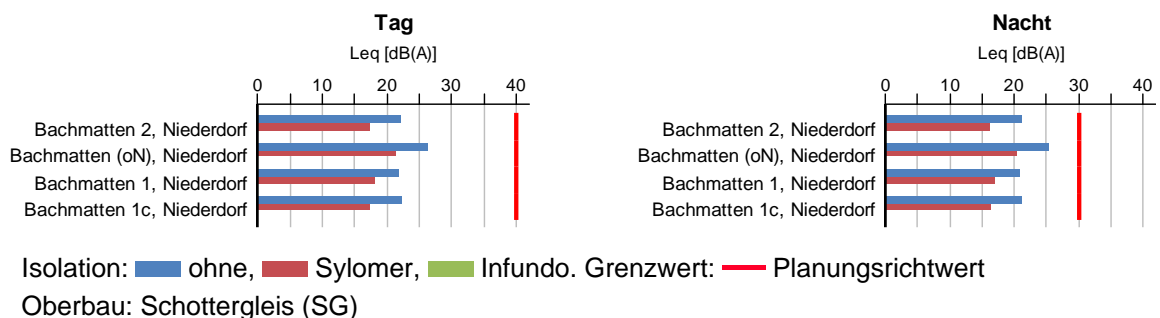 Tag
Leq [dB(A)]
0 10 20 30 40
Bachmatten 2, Niederdorf
Bachmatten (oN), Niederdorf
Bachmatten 1, Niederdorf
Bachmatten 1c, Niederdorf
Nacht
Leq [dB(A)]
0 10 20 30 40
Bachmatten 2, Niederdorf
Bachmatten (oN), Niederdorf
Bachmatten 1, Niederdorf
Bachmatten 1c, Niederdorf
Isolation: ohne, Sylomer, Infundo. Grenzwert: Planungsrichtwert
Oberbau: Schottergleis (SG)